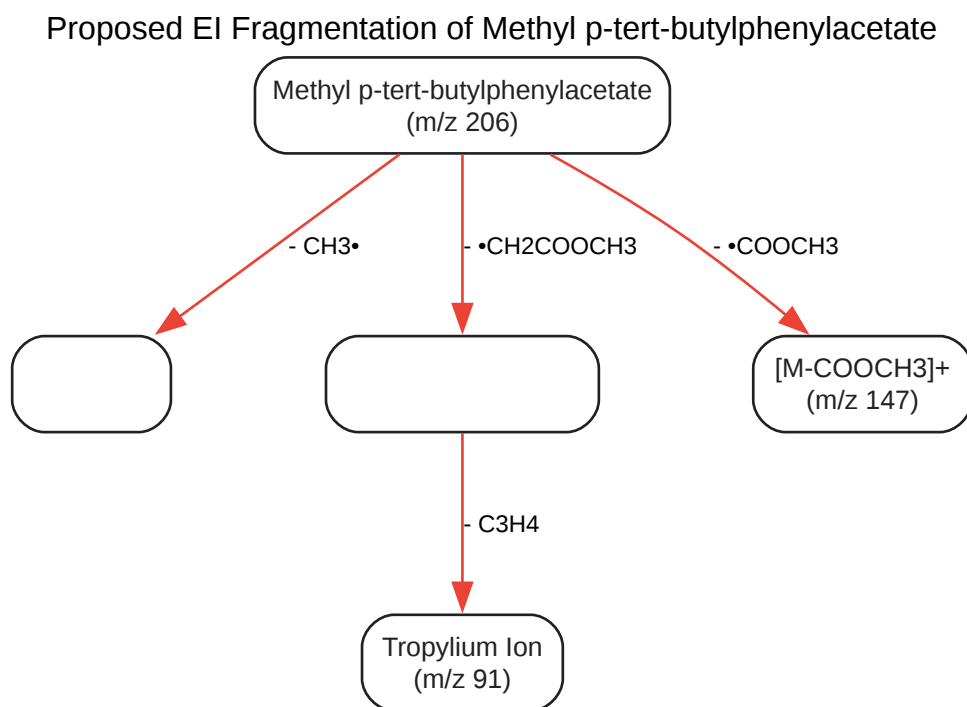 Proposed EI Fragmentation of Methyl p-tert-butylphenylacetate
Methyl p-tert-butylphenylacetate
(m/z 206)
- CH3•
- •CH2COOCH3
- •COOCH3
[M-COOCH3]+
(m/z 147)
- C3H4
Tropylium Ion
(m/z 91)